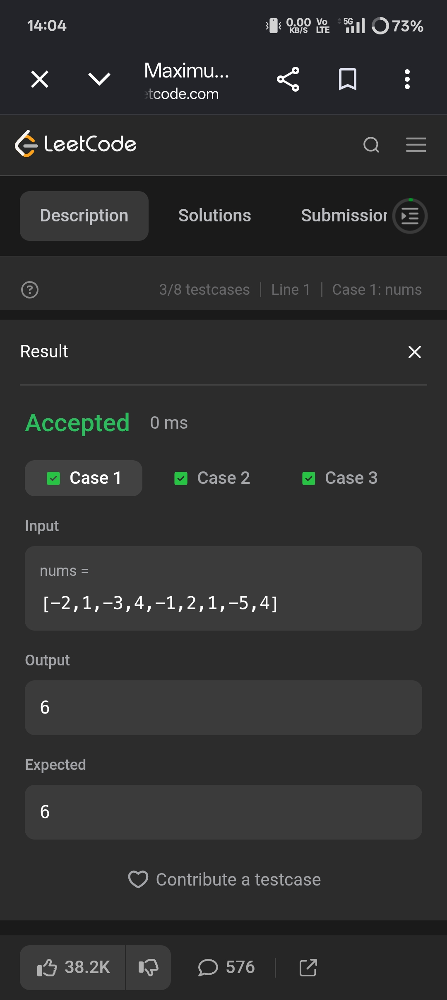 14:04
0.00 KB/S Vo LTE 5G 73%
Maximu...
etcode.com
LeetCode
Description Solutions Submission
3/8 testcases | Line 1 | Case 1: nums
Result
Accepted 0 ms
Case 1 Case 2 Case 3
Input
nums =
[-2,1,-3,4,-1,2,1,-5,4]
Output
6
Expected
6
Contribute a testcase
38.2K 576